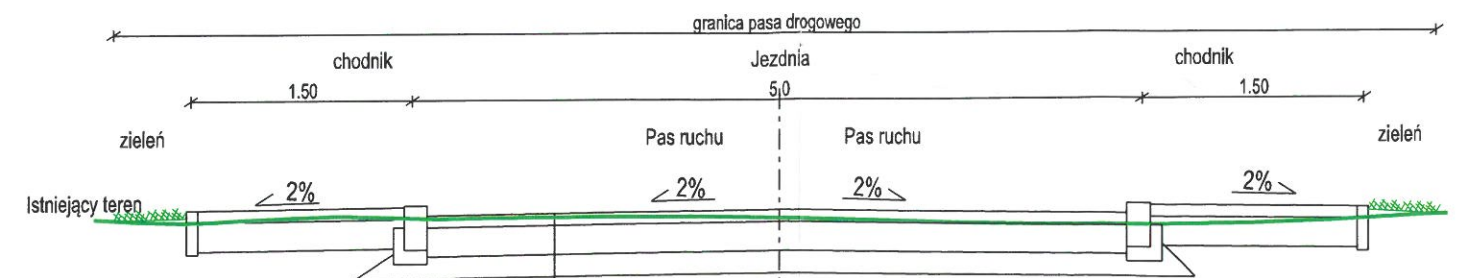 granica pasa drogowego
chodnik Jezdnia chodnik
1.50 5,0 1.50
zieleń Pas ruchu Pas ruchu zieleń
2% 2% 2% 2%
Istniejący teren